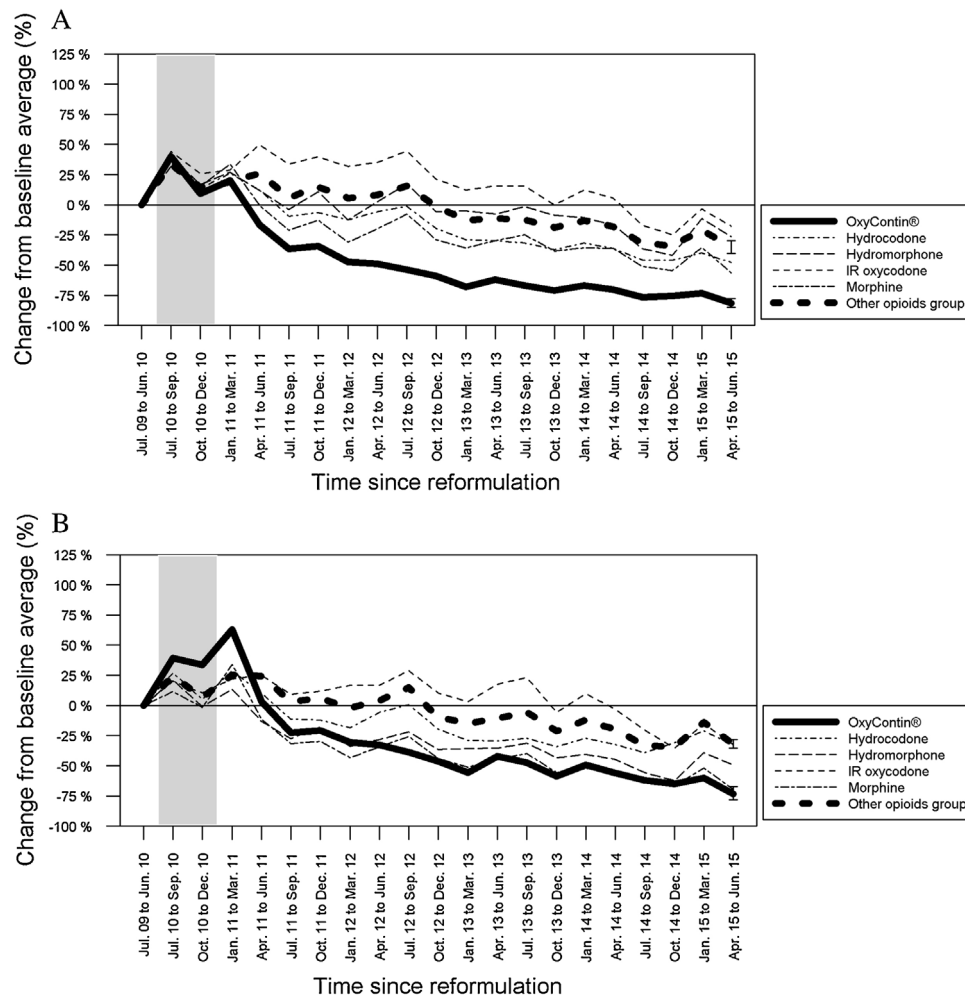 A
Change from baseline average (%)
125 %
100 %
75 %
50 %
25 %
0 %
-25 %
-50 %
-75 %
-100 %
Jul. 09 to Jun. 10
Jul. 10 to Sep. 10
Oct. 10 to Dec. 10
Jan. 11 to Mar. 11
Apr. 11 to Jun. 11
Jul. 11 to Sep. 11
Oct. 11 to Dec. 11
Jan. 12 to Mar. 12
Apr. 12 to Jun. 12
Jul. 12 to Sep. 12
Oct. 12 to Dec. 12
Jan. 13 to Mar. 13
Apr. 13 to Jun. 13
Jul. 13 to Sep. 13
Oct. 13 to Dec. 13
Jan. 14 to Mar. 14
Apr. 14 to Jun. 14
Jul. 14 to Sep. 14
Oct. 14 to Dec. 14
Jan. 15 to Mar. 15
Apr. 15 to Jun. 15
Time since reformulation
OxyContin®
Hydrocodone
Hydromorphone
IR oxycodone
Morphine
Other opioids group
B
Change from baseline average (%)
125 %
100 %
75 %
50 %
25 %
0 %
-25 %
-50 %
-75 %
-100 %
Jul. 09 to Jun. 10
Jul. 10 to Sep. 10
Oct. 10 to Dec. 10
Jan. 11 to Mar. 11
Apr. 11 to Jun. 11
Jul. 11 to Sep. 11
Oct. 11 to Dec. 11
Jan. 12 to Mar. 12
Apr. 12 to Jun. 12
Jul. 12 to Sep. 12
Oct. 12 to Dec. 12
Jan. 13 to Mar. 13
Apr. 13 to Jun. 13
Jul. 13 to Sep. 13
Oct. 13 to Dec. 13
Jan. 14 to Mar. 14
Apr. 14 to Jun. 14
Jul. 14 to Sep. 14
Oct. 14 to Dec. 14
Jan. 15 to Mar. 15
Apr. 15 to Jun. 15
Time since reformulation
OxyContin®
Hydrocodone
Hydromorphone
IR oxycodone
Morphine
Other opioids group